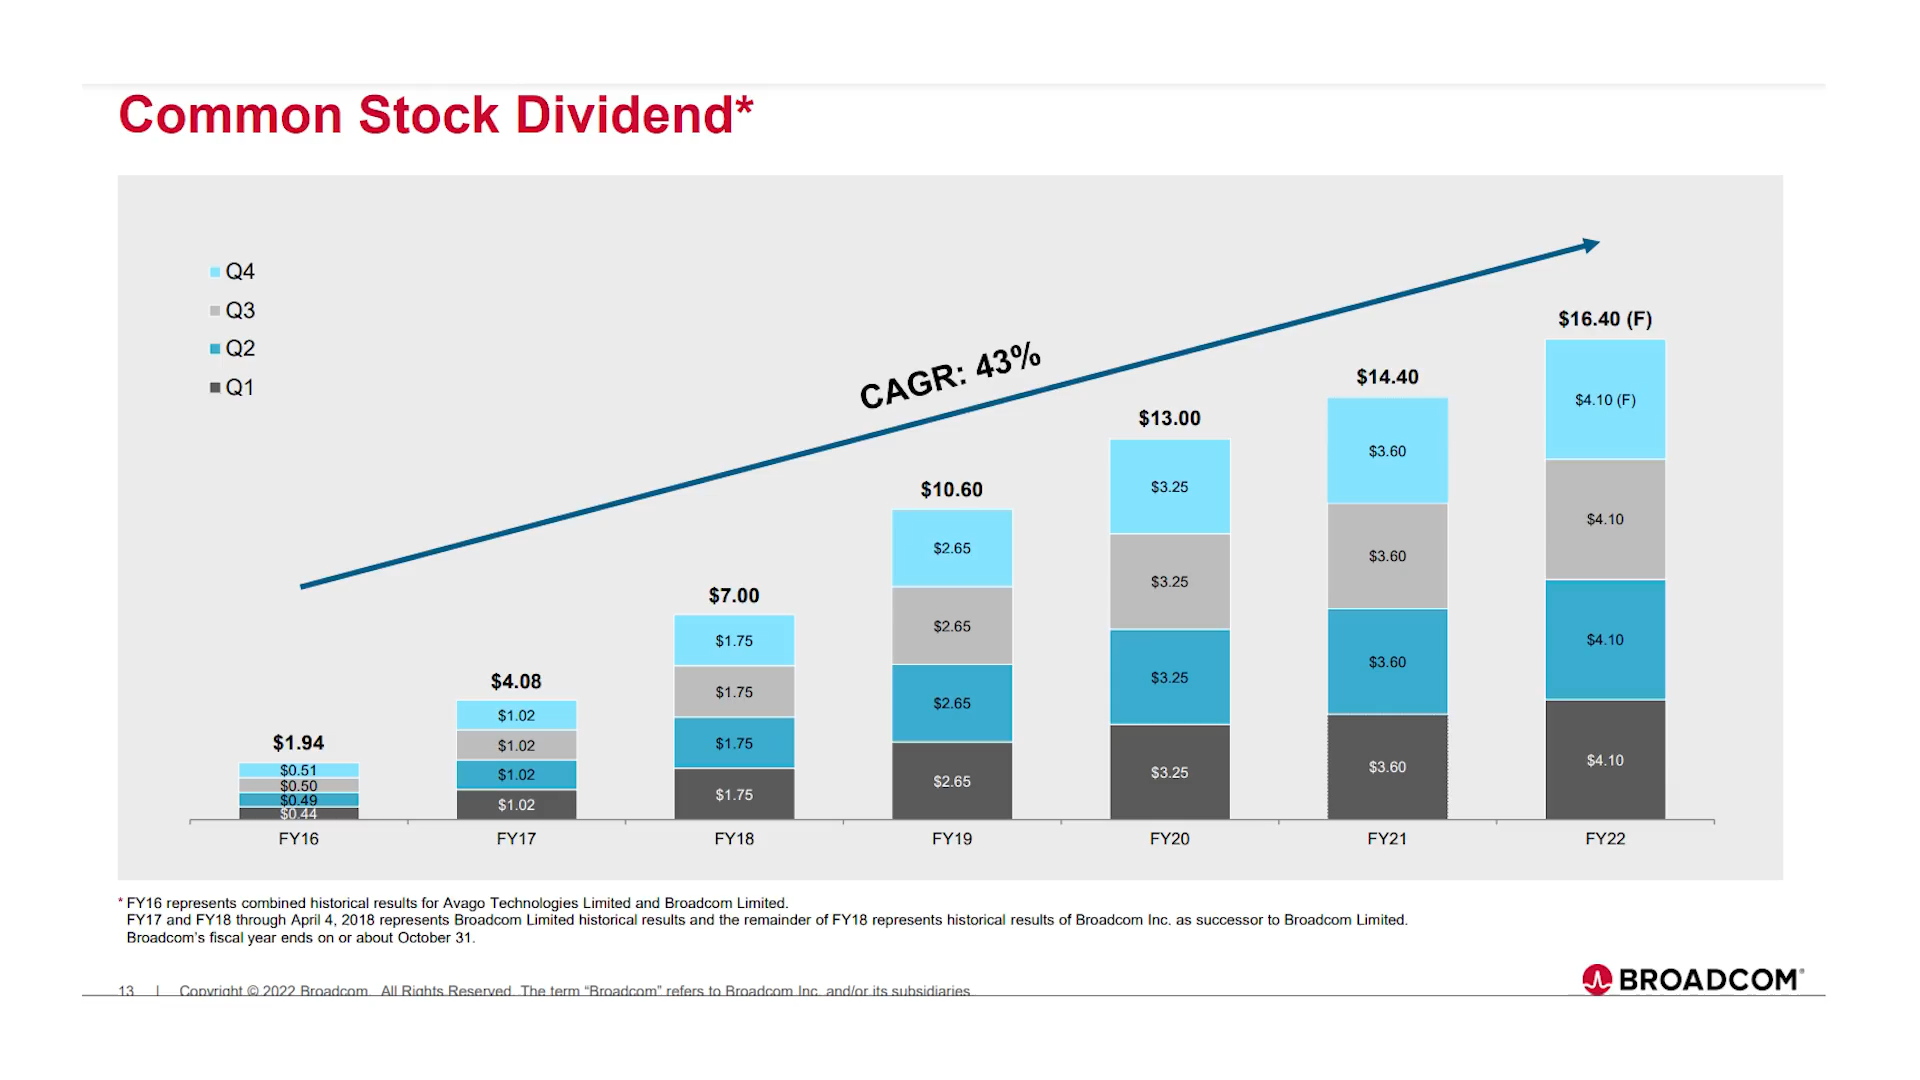 Common Stock Dividend*
Q4
Q3
Q2
Q1
CAGR: 43%
$1.94
$0.51
$0.50
$0.49
$0.44
$4.08
$1.02
$1.02
$1.02
$1.02
$7.00
$1.75
$1.75
$1.75
$1.75
$10.60
$2.65
$2.65
$2.65
$2.65
$13.00
$3.25
$3.25
$3.25
$3.25
$14.40
$3.60
$3.60
$3.60
$3.60
$16.40 (F)
$4.10 (F)
$4.10
$4.10
$4.10
FY16 FY17 FY18 FY19 FY20 FY21 FY22
* FY16 represents combined historical results for Avago Technologies Limited and Broadcom Limited.
FY17 and FY18 through April 4, 2018 represents Broadcom Limited historical results and the remainder of FY18 represents historical results of Broadcom Inc. as successor to Broadcom Limited.
Broadcom’s fiscal year ends on or about October 31.
13 | Copyright © 2022 Broadcom. All Rights Reserved. The term “Broadcom” refers to Broadcom Inc. and/or its subsidiaries
BROADCOM®